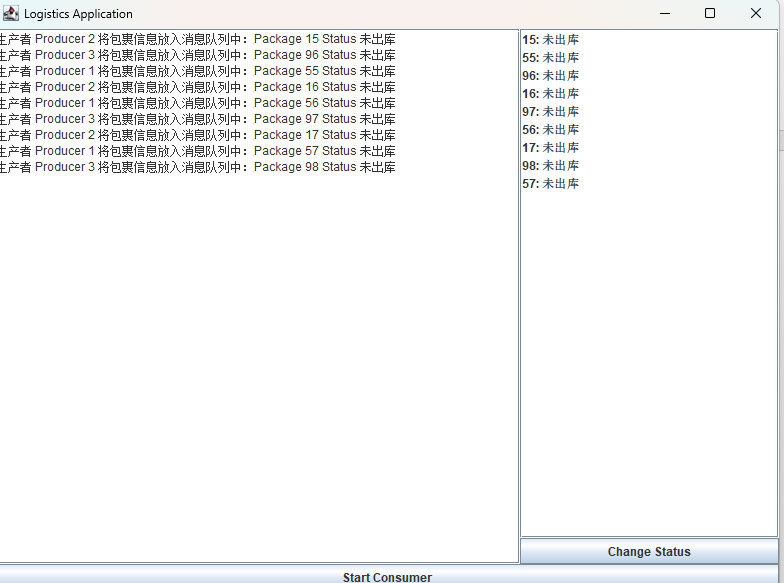 Logistics Application
生产者 Producer 2 将包裹信息放入消息队列中：Package 15 Status 未出库
生产者 Producer 3 将包裹信息放入消息队列中：Package 96 Status 未出库
生产者 Producer 1 将包裹信息放入消息队列中：Package 55 Status 未出库
生产者 Producer 2 将包裹信息放入消息队列中：Package 16 Status 未出库
生产者 Producer 1 将包裹信息放入消息队列中：Package 56 Status 未出库
生产者 Producer 3 将包裹信息放入消息队列中：Package 97 Status 未出库
生产者 Producer 2 将包裹信息放入消息队列中：Package 17 Status 未出库
生产者 Producer 1 将包裹信息放入消息队列中：Package 57 Status 未出库
生产者 Producer 3 将包裹信息放入消息队列中：Package 98 Status 未出库
15: 未出库
55: 未出库
96: 未出库
16: 未出库
97: 未出库
56: 未出库
17: 未出库
98: 未出库
57: 未出库
Change Status
Start Consumer